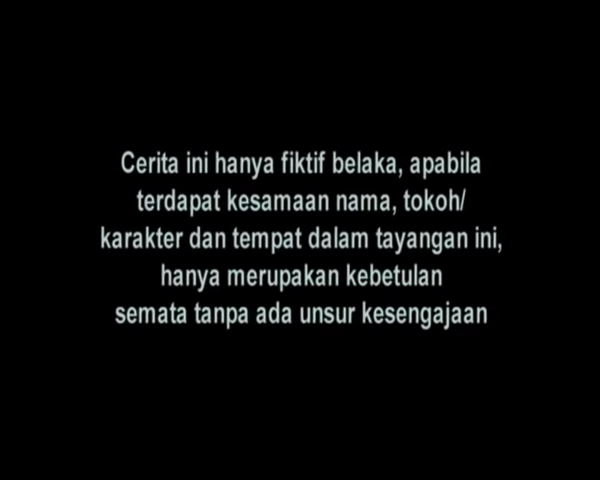 Cerita ini hanya fiktif belaka, apabila
terdapat kesamaan nama, tokoh/
karakter dan tempat dalam tayangan ini,
hanya merupakan kebetulan
semata tanpa ada unsur kesengajaan